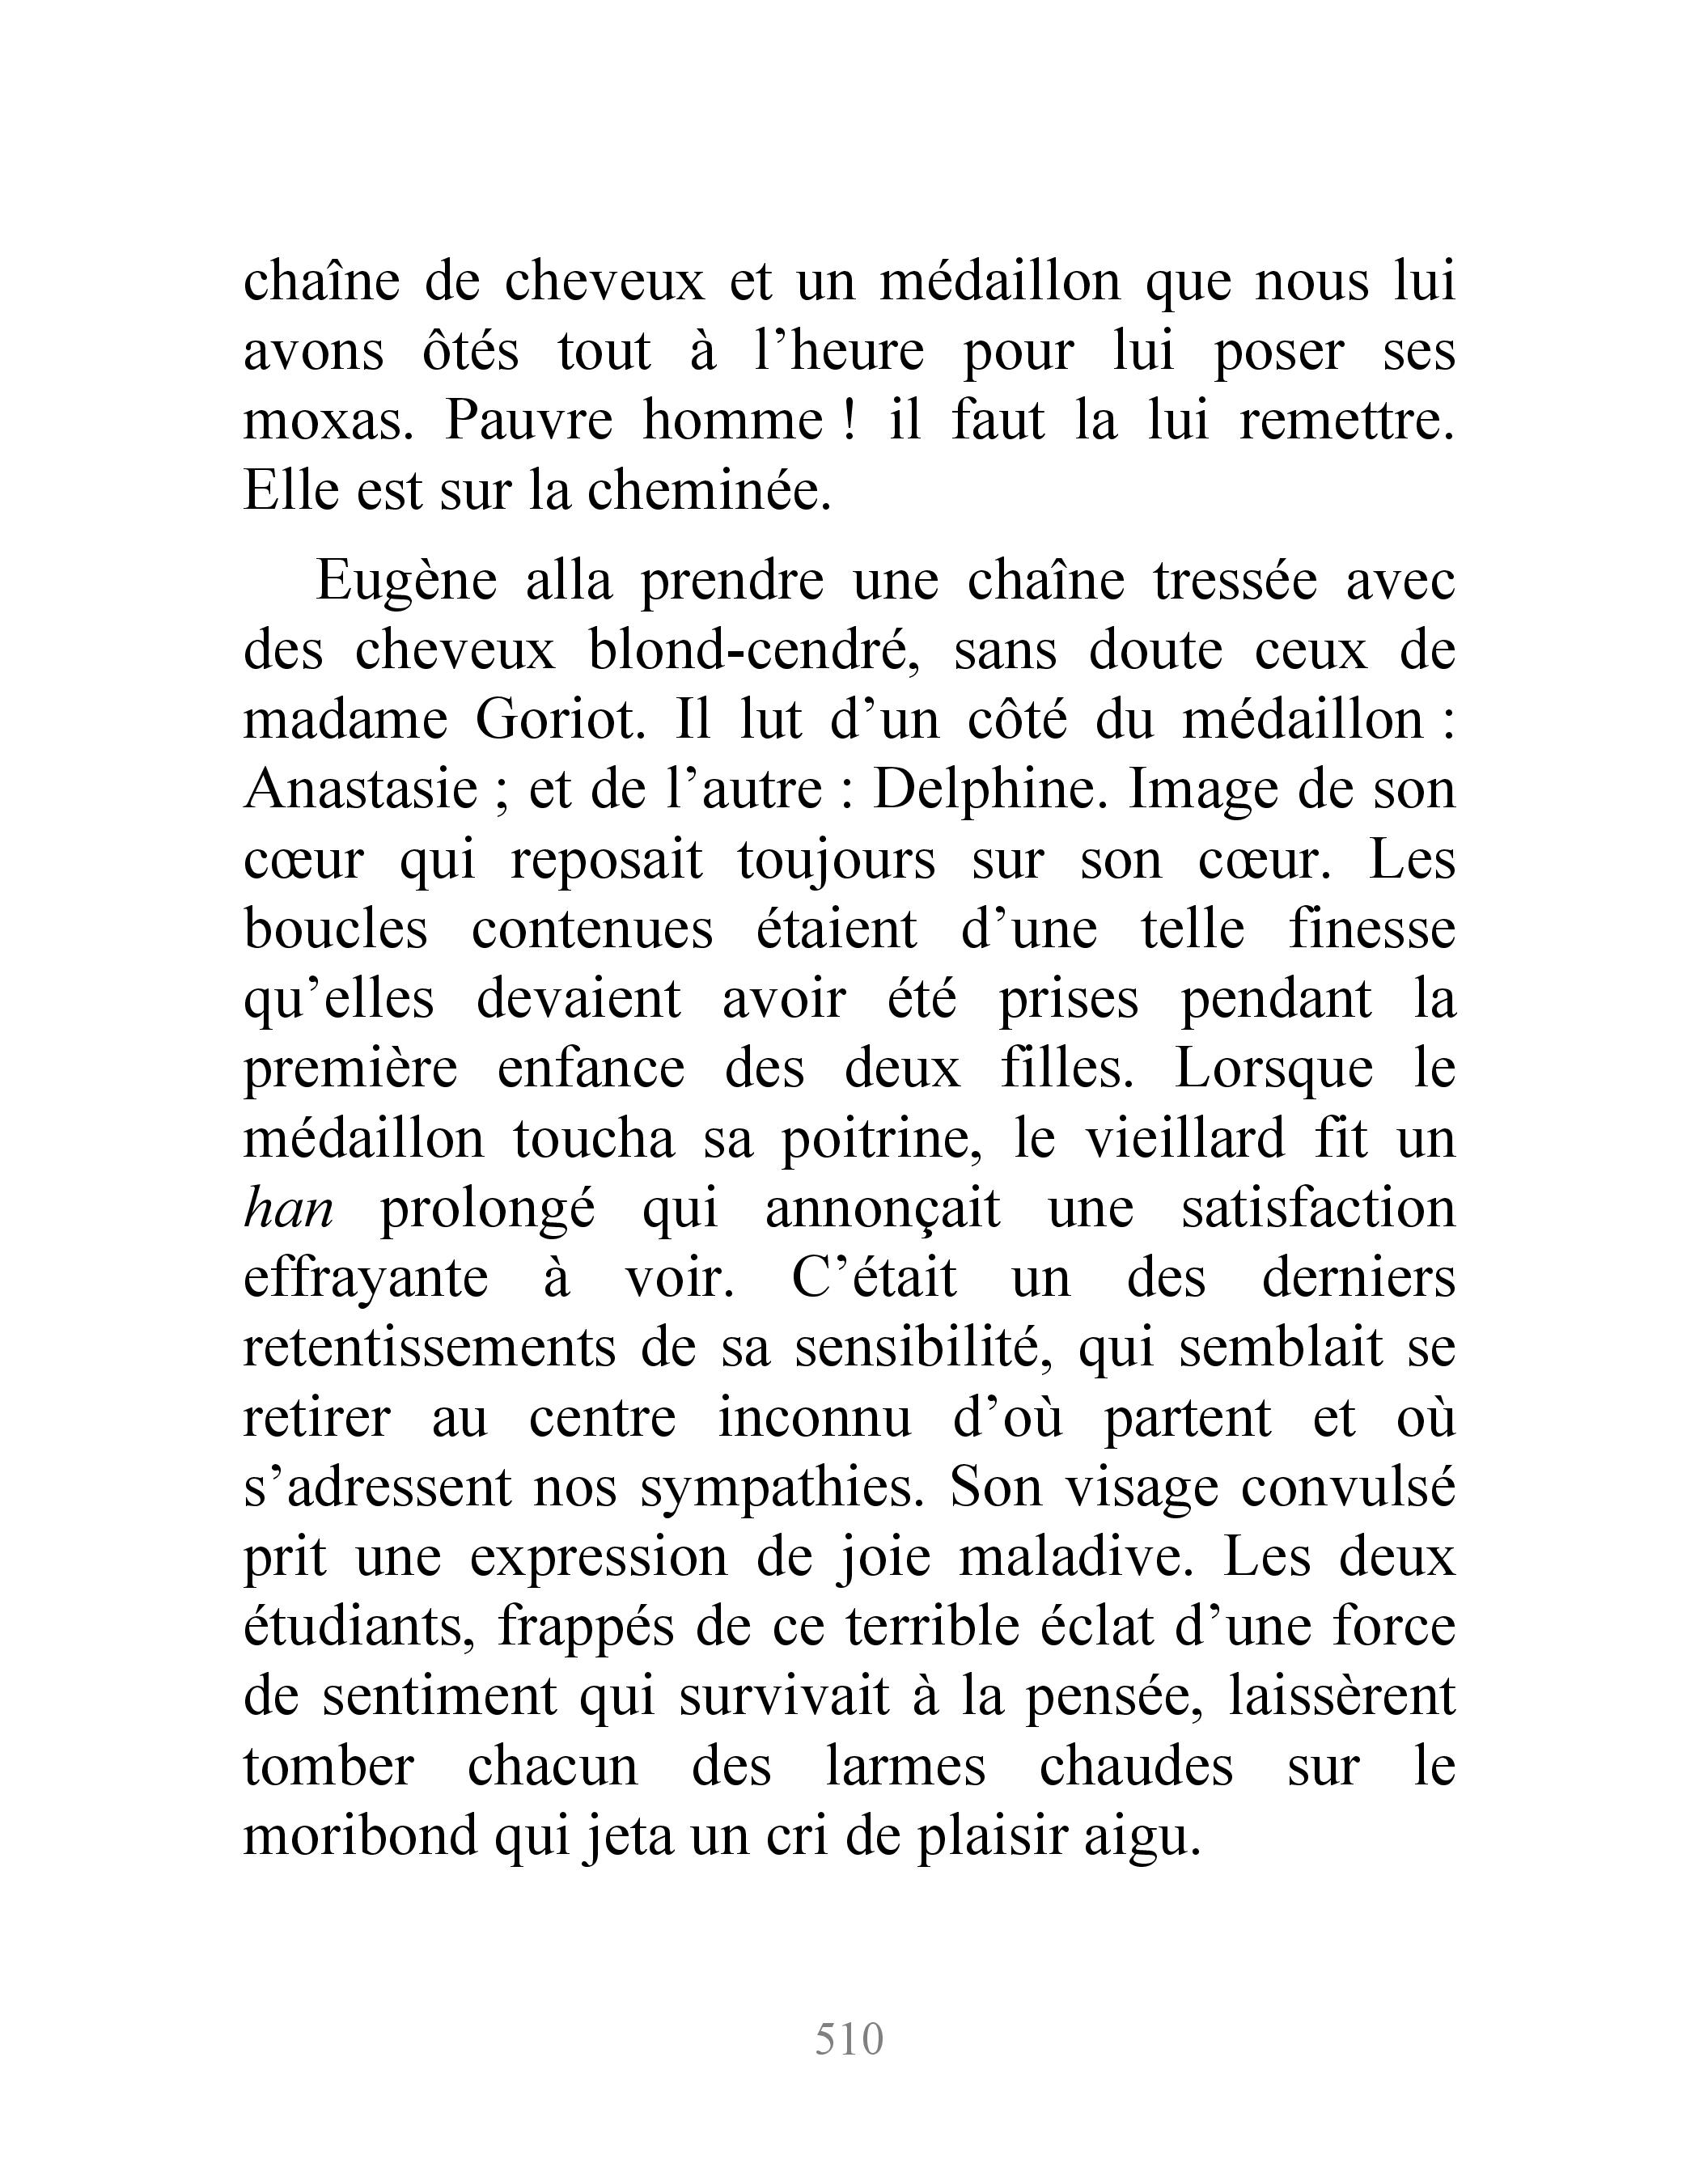 chaîne de cheveux et un médaillon que nous lui
avons ôtés tout à l’heure pour lui poser ses
moxas. Pauvre homme ! il faut la lui remettre.
Elle est sur la cheminée.
Eugène alla prendre une chaîne tressée avec
des cheveux blond-cendré, sans doute ceux de
madame Goriot. Il lut d’un côté du médaillon :
Anastasie ; et de l’autre : Delphine. Image de son
cœur qui reposait toujours sur son cœur. Les
boucles contenues étaient d’une telle finesse
qu’elles devaient avoir été prises pendant la
première enfance des deux filles. Lorsque le
médaillon toucha sa poitrine, le vieillard fit un
han prolongé qui annonçait une satisfaction
effrayante à voir. C’était un des derniers
retentissements de sa sensibilité, qui semblait se
retirer au centre inconnu d’où partent et où
s’adressent nos sympathies. Son visage convulsé
prit une expression de joie maladive. Les deux
étudiants, frappés de ce terrible éclat d’une force
de sentiment qui survivait à la pensée, laissèrent
tomber chacun des larmes chaudes sur le
moribond qui jeta un cri de plaisir aigu.
510